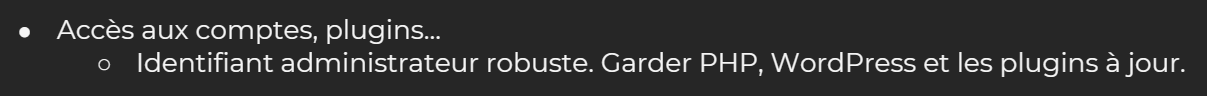 ● Accès aux comptes, plugins...
○ Identifiant administrateur robuste. Garder PHP, WordPress et les plugins à jour.